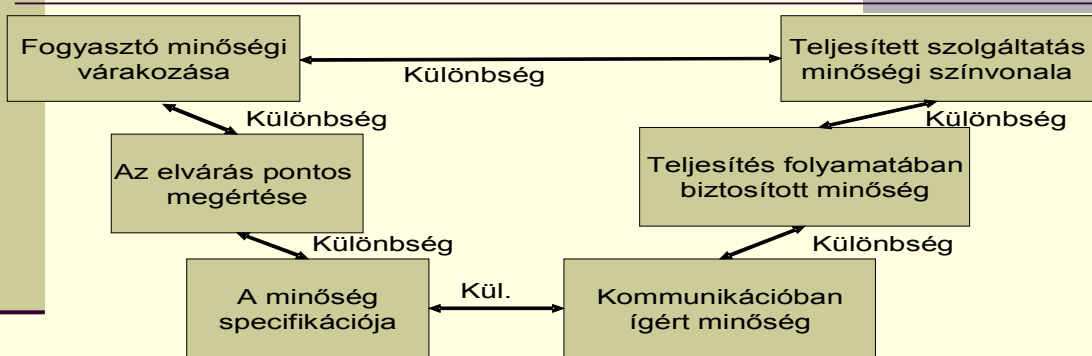 Fogyasztó minőségi
várakozása
Különbség
Teljesített szolgáltatás
minőségi színvonala
Különbség
Különbség
Az elvárás pontos
megértése
Teljesítés folyamatában
biztosított minőség
Különbség
Különbség
A minőség
specifikációja
Kül.
Kommunikációban
ígért minőség